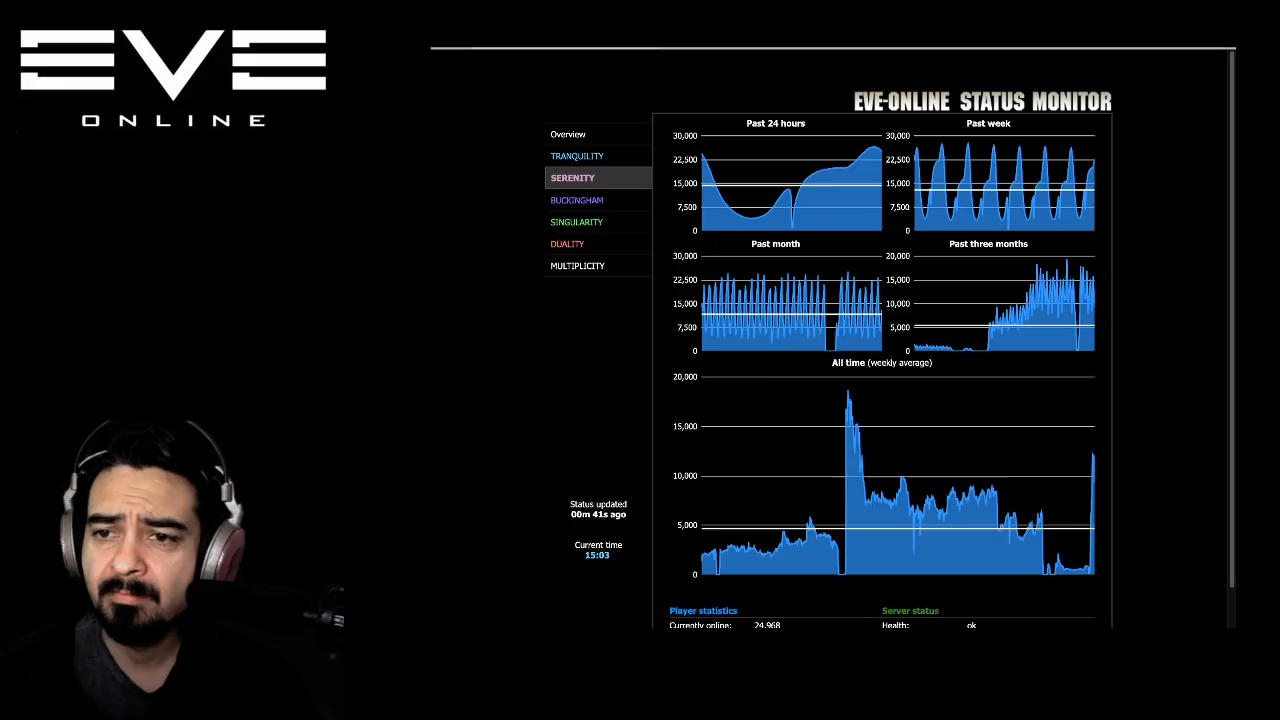 EVE
ONLINE
EVE-ONLINE STATUS MONITOR
Overview
TRANQUILITY
SERENITY
BUCKINGHAM
SINGULARITY
DUALITY
MULTIPLICITY
Status updated
00m 41s ago
Current time
15:03
Past 24 hours
30,000
22,500
15,000
7,500
0
Past week
30,000
22,500
15,000
7,500
0
Past month
30,000
22,500
15,000
7,500
0
Past three months
20,000
15,000
10,000
5,000
0
All time (weekly average)
20,000
15,000
10,000
5,000
0
Player statistics
Currently online: 24,968
Server status
Health: ok